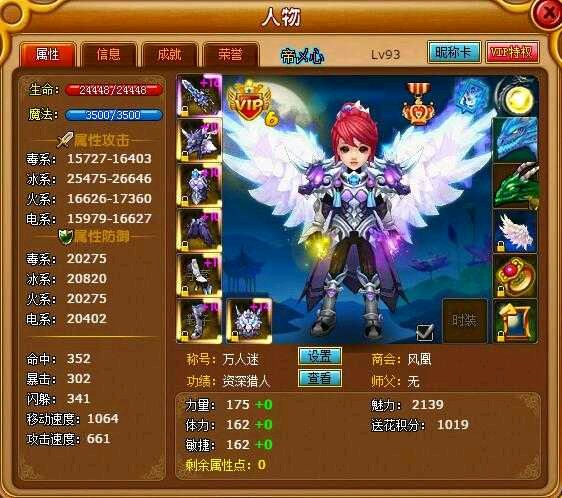 人物
属性 信息 成就 荣誉 帝乂心 Lv93 昵称卡 VIP特权
生命: 24448/24448
魔法: 3500/3500
VIP 6
属性攻击
毒系: 15727-16403
冰系: 25475-26646
火系: 16626-17360
电系: 15979-16627
属性防御
毒系: 20275
冰系: 20820
火系: 20275
电系: 20402
时装
命中: 352
暴击: 302
闪躲: 341
移动速度: 1064
攻击速度: 661
称号: 万人迷 设置 商会: 风凰
功绩: 资深猎人 查看 师父: 无
力量: 175 +0 魅力: 2139
体力: 162 +0 送花积分: 1019
敏捷: 162 +0
剩余属性点: 0